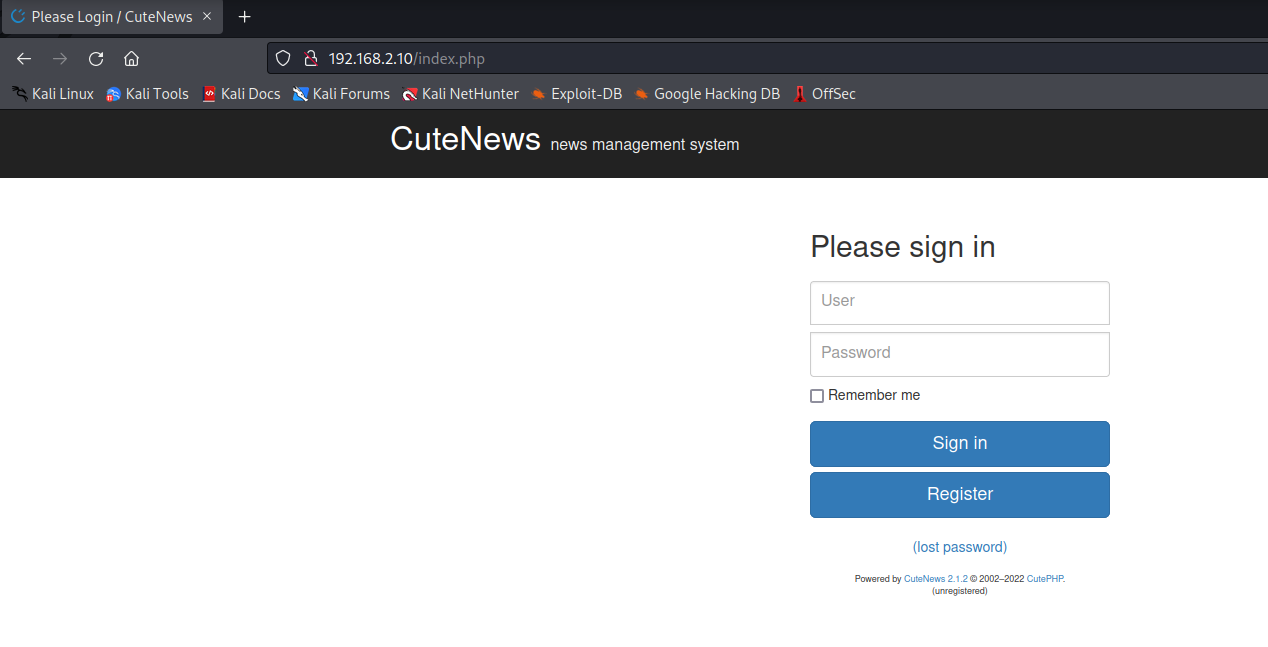 Please Login / CuteNews
192.168.2.10/index.php
Kali Linux Kali Tools Kali Docs Kali Forums Kali NetHunter Exploit-DB Google Hacking DB OffSec
CuteNews news management system
Please sign in
User
Password
Remember me
Sign in
Register
(lost password)
Powered by CuteNews 2.1.2 © 2002–2022 CutePHP.
(unregistered)